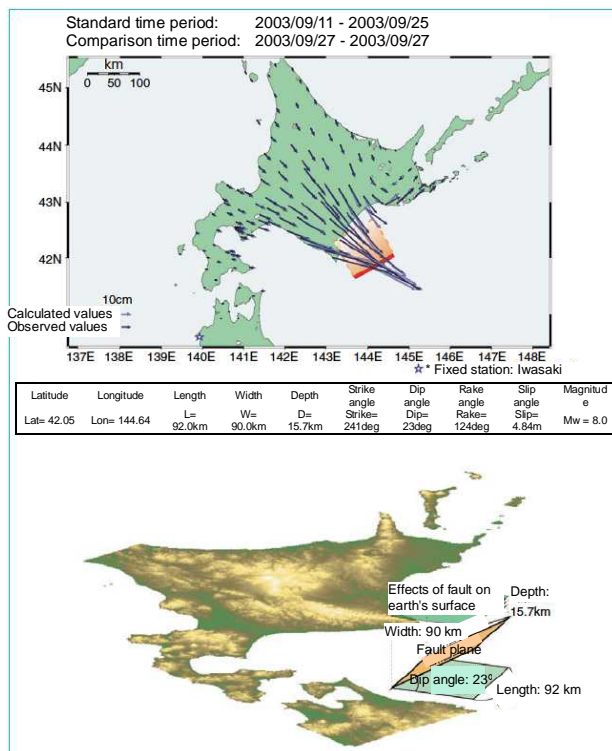 Standard time period: 2003/09/11 - 2003/09/25
Comparison time period: 2003/09/27 - 2003/09/27
km
0 50 100
45N
44N
43N
42N
10cm
Calculated values
Observed values
137E 138E 139E 140E 141E 142E 143E 144E 145E 146E 147E 148E
* Fixed station: Iwasaki
Latitude Longitude Length Width Depth Strike angle Dip angle Rake angle Slip angle Magnitud e
Lat= 42.05 Lon= 144.64 L= 92.0km W= 90.0km D= 15.7km Strike= 241deg Dip= 23deg Rake= 124deg Slip= 4.84m Mw = 8.0
Effects of fault on
earth's surface
Depth:
15.7km
Width: 90 km
Fault plane
Dip angle: 23º
Length: 92 km